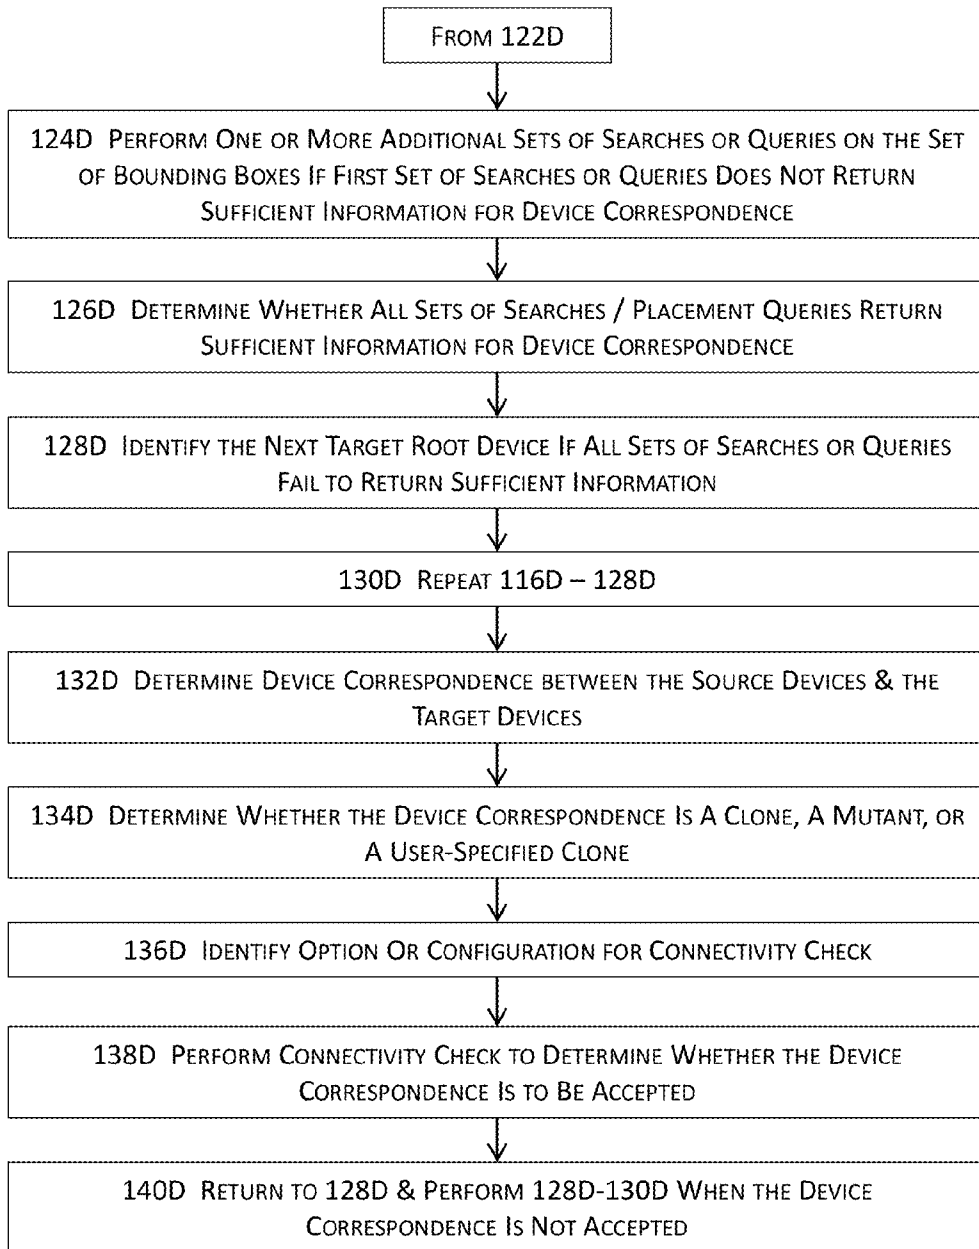 FROM 122D
124D PERFORM ONE OR MORE ADDITIONAL SETS OF SEARCHES OR QUERIES ON THE SET
OF BOUNDING BOXES IF FIRST SET OF SEARCHES OR QUERIES DOES NOT RETURN
SUFFICIENT INFORMATION FOR DEVICE CORRESPONDENCE
126D DETERMINE WHETHER ALL SETS OF SEARCHES / PLACEMENT QUERIES RETURN
SUFFICIENT INFORMATION FOR DEVICE CORRESPONDENCE
128D IDENTIFY THE NEXT TARGET ROOT DEVICE IF ALL SETS OF SEARCHES OR QUERIES
FAIL TO RETURN SUFFICIENT INFORMATION
130D REPEAT 116D – 128D
132D DETERMINE DEVICE CORRESPONDENCE BETWEEN THE SOURCE DEVICES & THE
TARGET DEVICES
134D DETERMINE WHETHER THE DEVICE CORRESPONDENCE IS A CLONE, A MUTANT, OR
A USER-SPECIFIED CLONE
136D IDENTIFY OPTION OR CONFIGURATION FOR CONNECTIVITY CHECK
138D PERFORM CONNECTIVITY CHECK TO DETERMINE WHETHER THE DEVICE
CORRESPONDENCE IS TO BE ACCEPTED
140D RETURN TO 128D & PERFORM 128D-130D WHEN THE DEVICE
CORRESPONDENCE IS NOT ACCEPTED